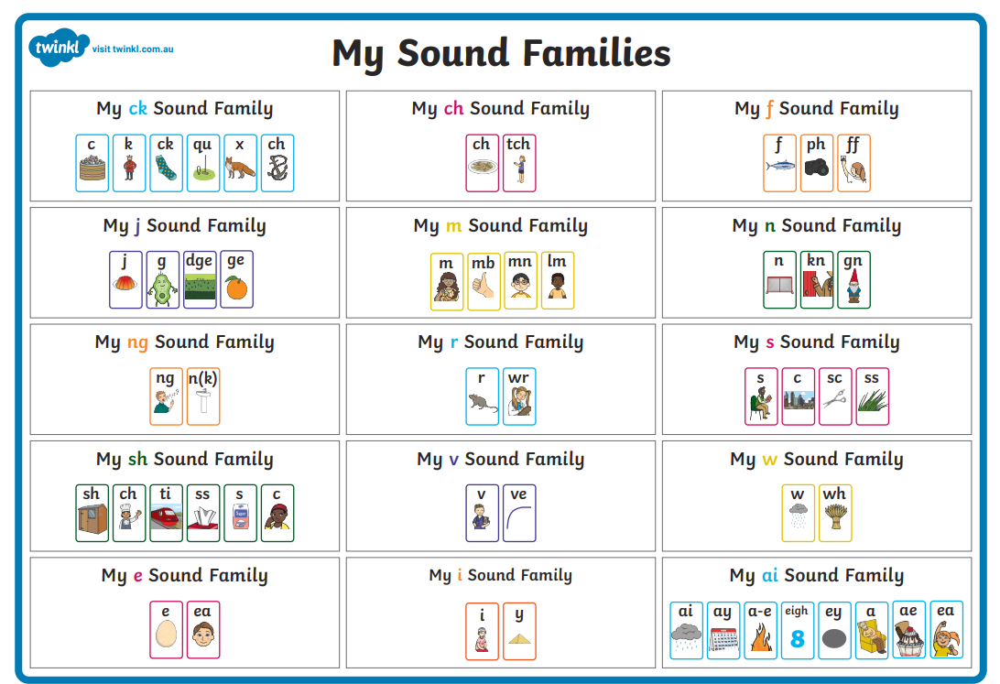 twinkl visit twinkl.com.au
My Sound Families
My ck Sound Family
c k ck qu x ch
My ch Sound Family
ch tch
My f Sound Family
f ph ff
My j Sound Family
j g dge ge
My m Sound Family
m mb mn lm
My n Sound Family
n kn gn
My ng Sound Family
ng n(k)
My r Sound Family
r wr
My s Sound Family
s c sc ss
My sh Sound Family
sh ch ti ss s c
Sugar
My v Sound Family
v ve
My w Sound Family
w wh
My e Sound Family
e ea
My i Sound Family
i y
My ai Sound Family
ai ay a-e eigh ey a ae ea
8